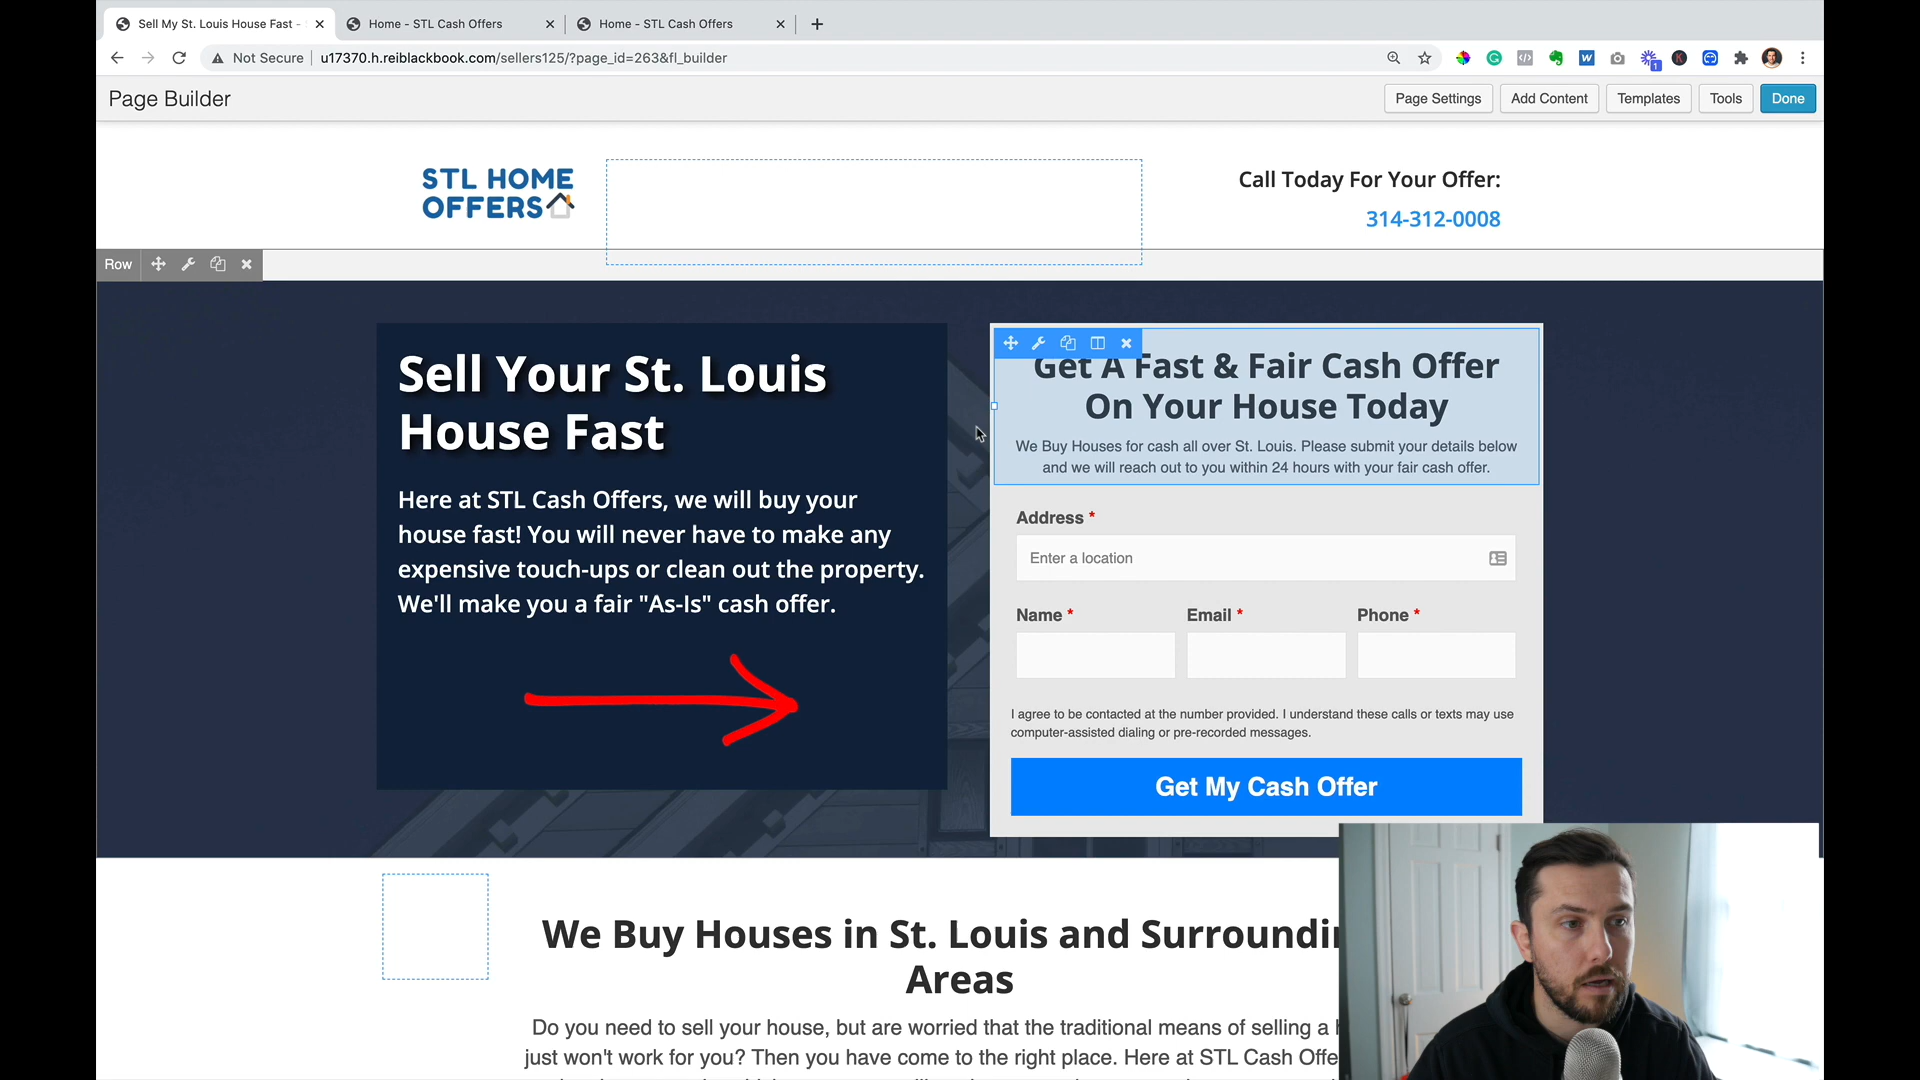 Sell My St. Louis House Fast -
Home - STL Cash Offers
Home - STL Cash Offers
Not Secure
u17370.h.reiblackbook.com/sellers125/?page_id=263&fl_builder
1
Page Builder
Page Settings
Add Content
Templates
Tools
Done
STL HOME
OFFERS
Call Today For Your Offer:
314-312-0008
Row
Sell Your St. Louis
House Fast
Here at STL Cash Offers, we will buy your
house fast! You will never have to make any
expensive touch-ups or clean out the property.
We'll make you a fair "As-Is" cash offer.
Get A Fast & Fair Cash Offer
On Your House Today
We Buy Houses for cash all over St. Louis. Please submit your details below
and we will reach out to you within 24 hours with your fair cash offer.
Address *
Enter a location
Name *
Email *
Phone *
I agree to be contacted at the number provided. I understand these calls or texts may use
computer-assisted dialing or pre-recorded messages.
Get My Cash Offer
We Buy Houses in St. Louis and
Areas
Do you need to sell your house, but are worried that the traditional means of selling a
just won't work for you? Then you have come to the right place. Here at STL Cash